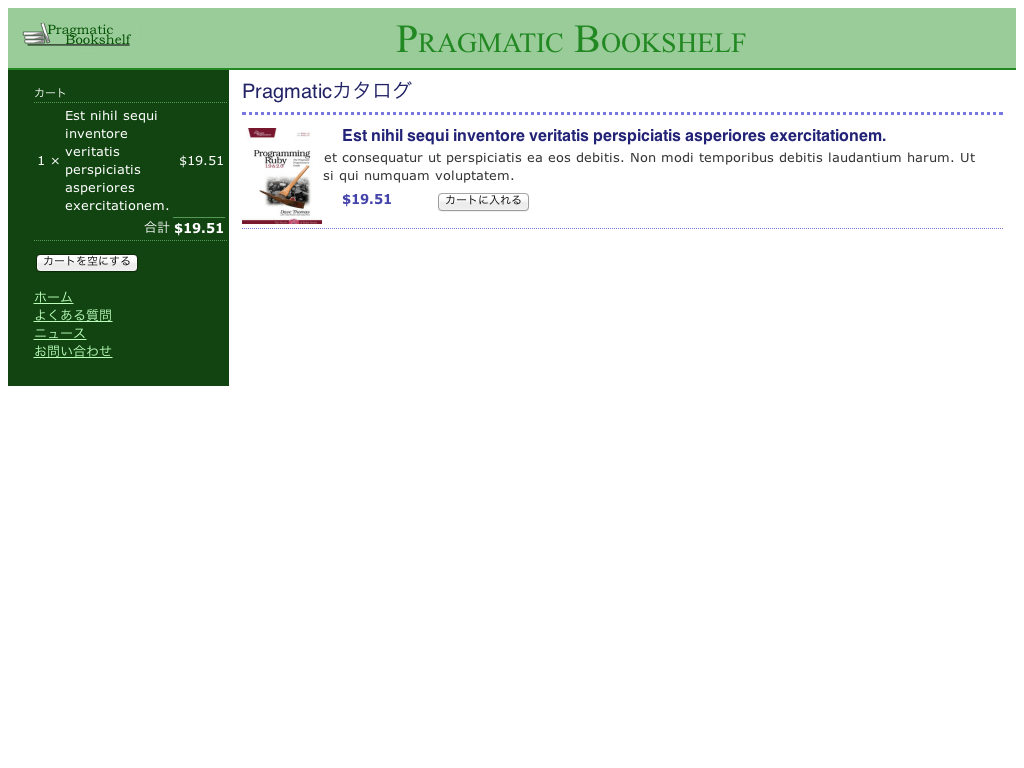 Pragmatic
Bookshelf
PRAGMATIC BOOKSHELF
カート
1 × Est nihil sequi inventore veritatis perspiciatis asperiores exercitationem. $19.51
合計 $19.51
カートを空にする
ホーム
よくある質問
ニュース
お問い合わせ
Pragmaticカタログ
Programming
Ruby
Dave Thomas
Est nihil sequi inventore veritatis perspiciatis asperiores exercitationem.
et consequatur ut perspiciatis ea eos debitis. Non modi temporibus debitis laudantium harum. Ut
si qui numquam voluptatem.
$19.51 カートに入れる